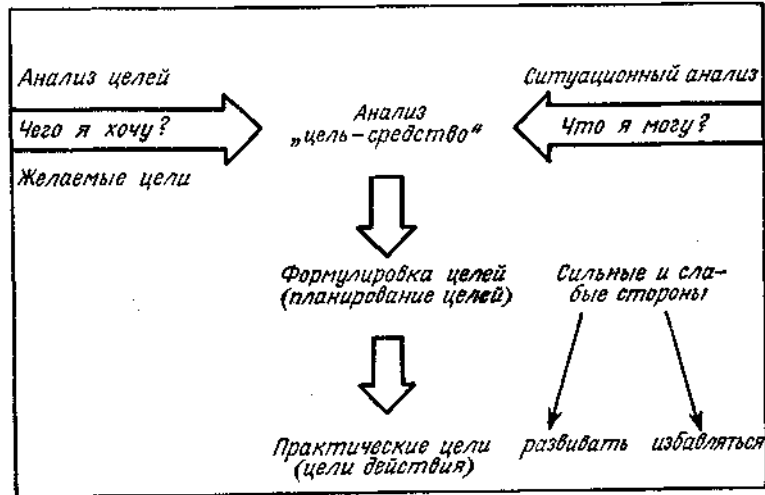 Анализ целей
Ситуационный анализ
Чего я хочу?
Анализ
„цель-средство“
Что я могу?
Желаемые цели
Формулировка целей
(планирование целей)
Сильные и сла-
бые стороны
Практические цели
(цели действия)
развивать
избавляться